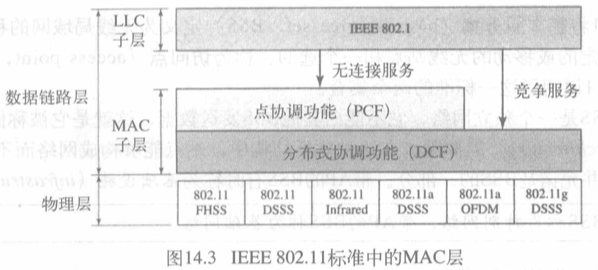 LLC
子层
IEEE 802.1
无连接服务
竞争服务
数据链路层
MAC
子层
点协调功能（PCF）
分布式协调功能（DCF）
物理层
802.11
FHSS
802.11
DSSS
802.11
Infrared
802.11a
DSSS
802.11a
OFDM
802.11g
DSSS
图14.3 IEEE 802.11标准中的MAC层